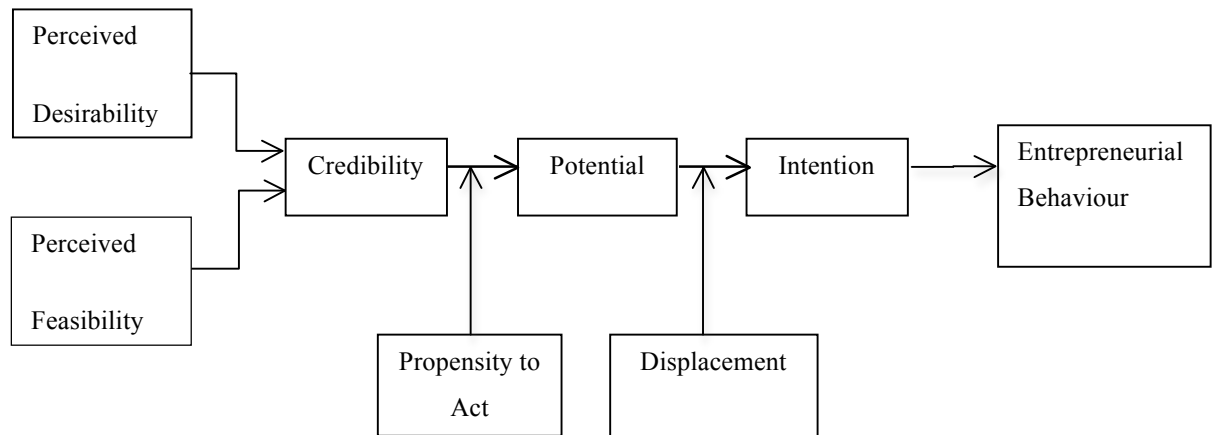 Perceived
Desirability
Credibility
Potential
Intention
Entrepreneurial
Behaviour
Perceived
Feasibility
Propensity to
Act
Displacement